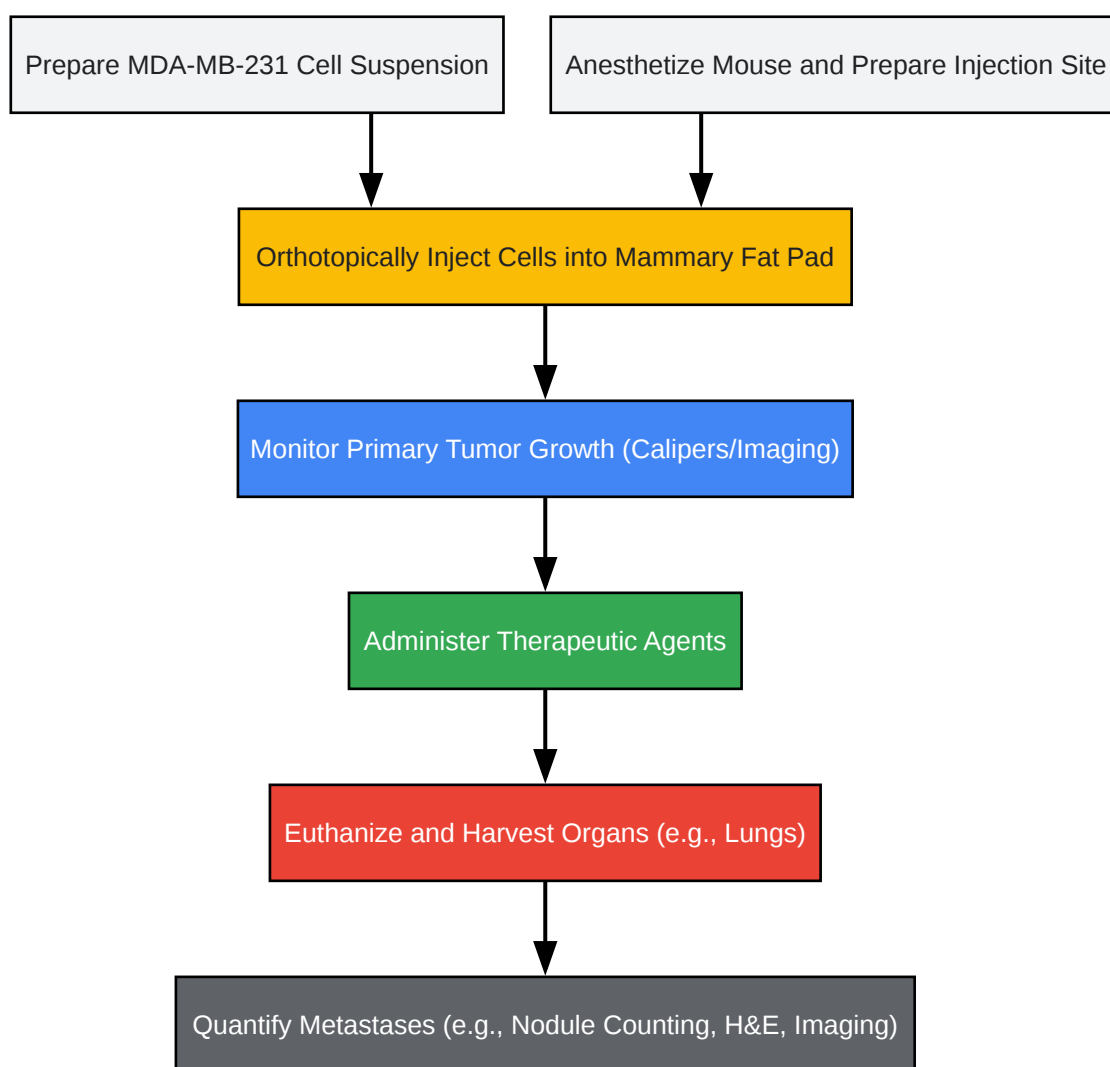 Prepare MDA-MB-231 Cell Suspension
Anesthetize Mouse and Prepare Injection Site
Orthotopically Inject Cells into Mammary Fat Pad
Monitor Primary Tumor Growth (Calipers/Imaging)
Administer Therapeutic Agents
Euthanize and Harvest Organs (e.g., Lungs)
Quantify Metastases (e.g., Nodule Counting, H&E, Imaging)